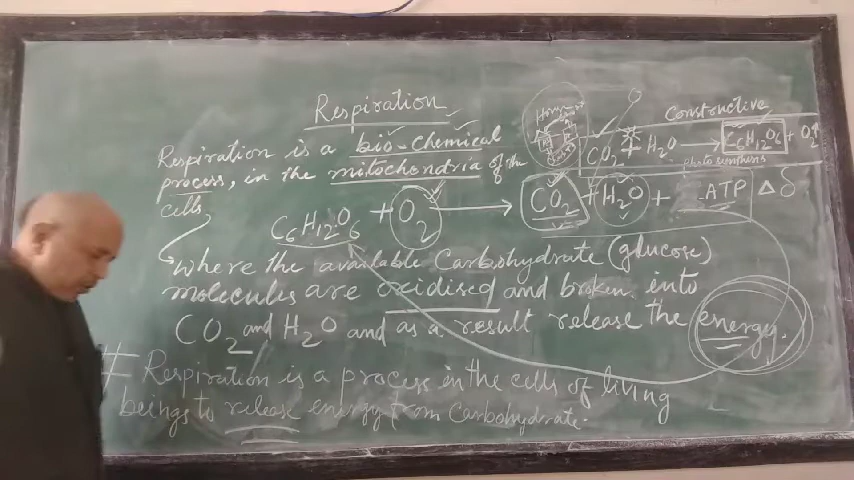 Respiration
Respiration is a bio-chemical
process, in the mitochondria of the
cells,
C6H12O6 + O2 → CO2 + H2O + ATP Δ
Constructive
CO2 + H2O → C6H12O6 + O2↑
photosynthesis
where the available Carbohydrate (glucose)
molecules are oxidised and broken into
CO2 and H2O and as a result release the energy.
# Respiration is a process in the cells of living
beings to release energy from Carbohydrate.